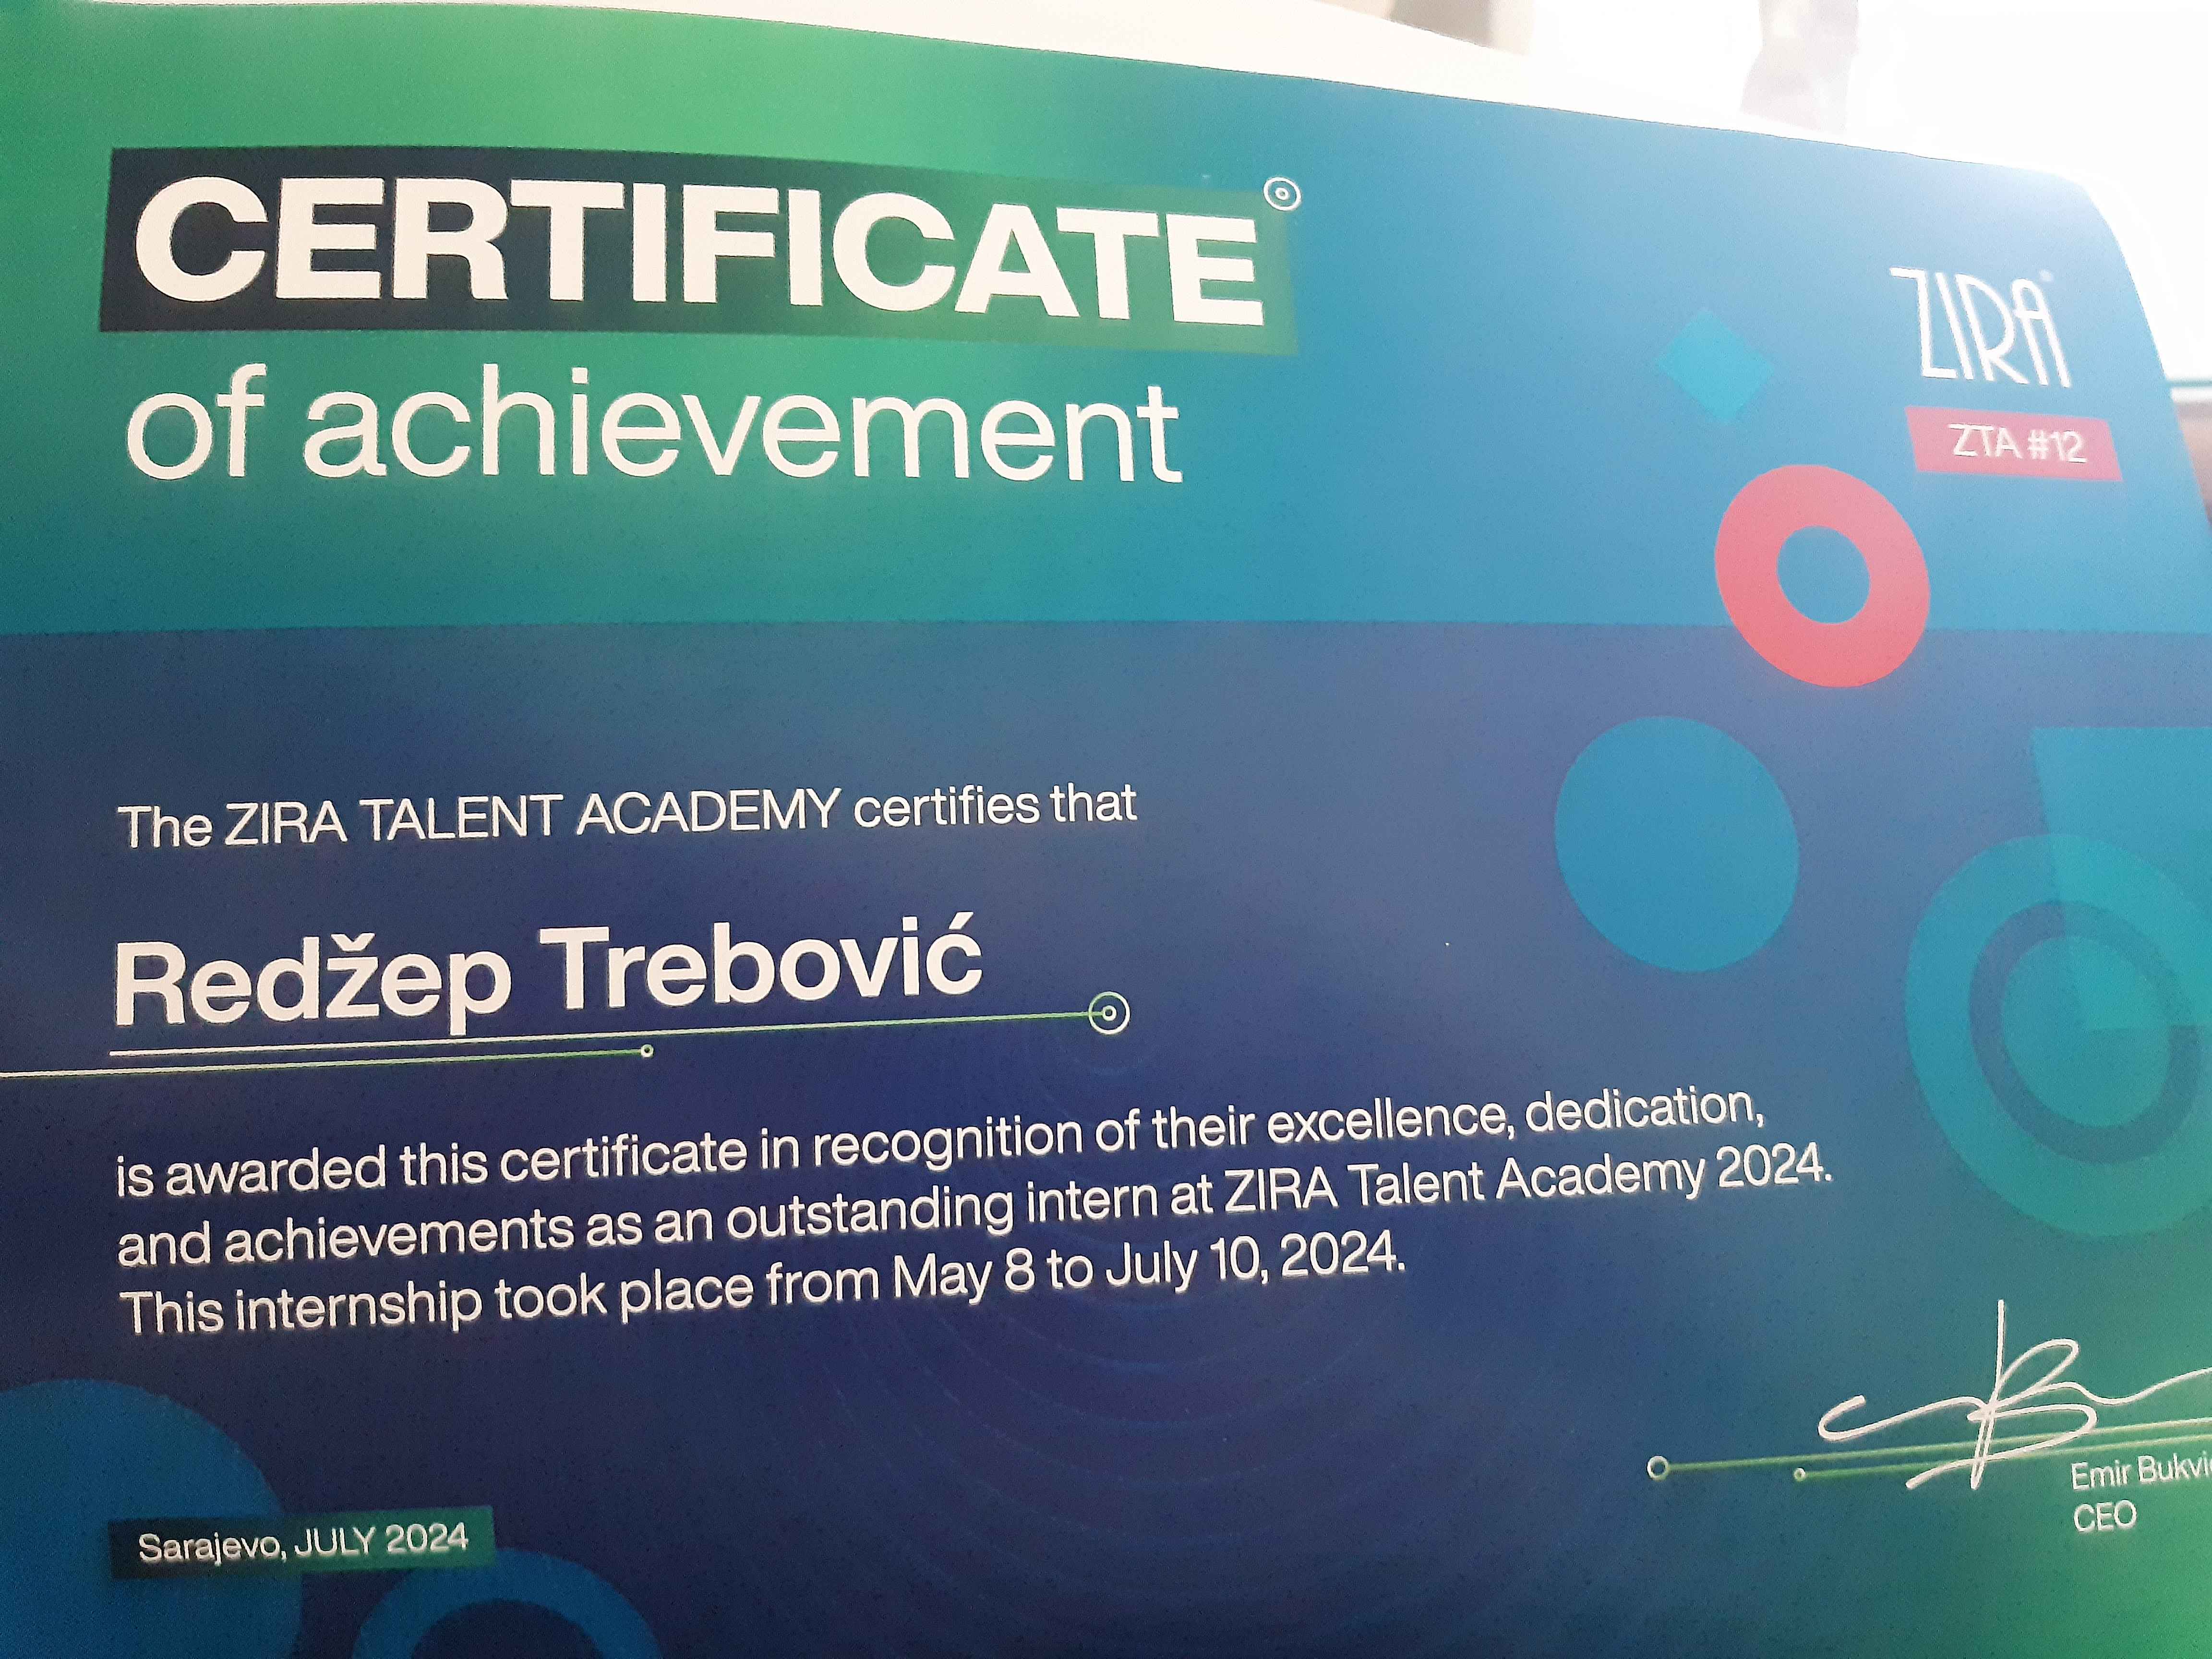 CERTIFICATE
of achievement
ZIRA
ZTA #12
The ZIRA TALENT ACADEMY certifies that
Redžep Trebović
is awarded this certificate in recognition of their excellence, dedication,
and achievements as an outstanding intern at ZIRA Talent Academy 2024.
This internship took place from May 8 to July 10, 2024.
Emir
CEO
Sarajevo, JULY 2024